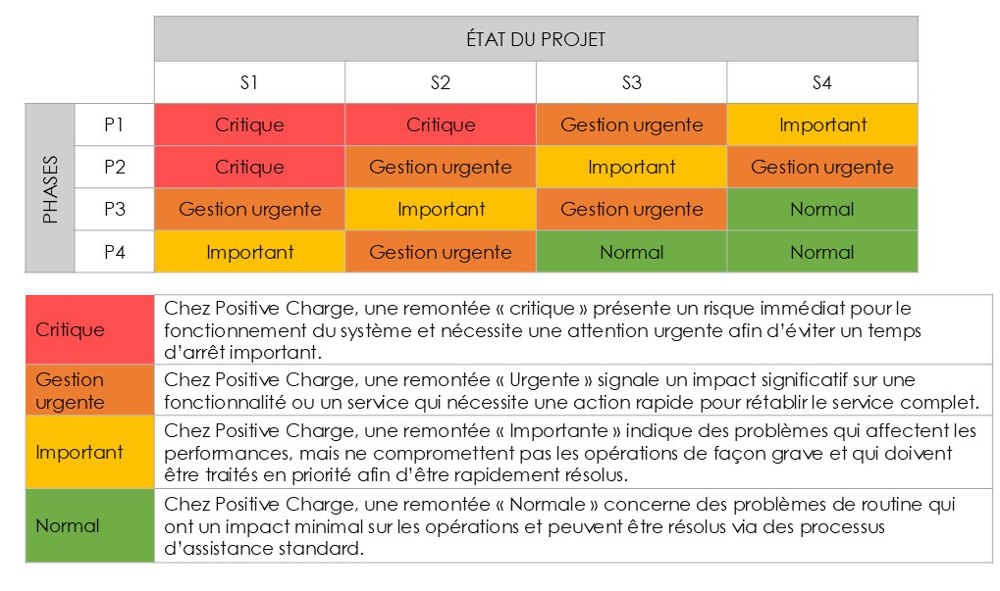 ÉTAT DU PROJET
S1 S2 S3 S4
PHASES
P1 Critique Critique Gestion urgente Important
P2 Critique Gestion urgente Important Gestion urgente
P3 Gestion urgente Important Gestion urgente Normal
P4 Important Gestion urgente Normal Normal
Critique
Chez Positive Charge, une remontée « critique » présente un risque immédiat pour le
fonctionnement du système et nécessite une attention urgente afin d'éviter un temps
d'arrêt important.
Gestion
urgente
Chez Positive Charge, une remontée « Urgente » signale un impact significatif sur une
fonctionnalité ou un service qui nécessite une action rapide pour rétablir le service complet.
Important
Chez Positive Charge, une remontée « Importante » indique des problèmes qui affectent les
performances, mais ne compromettent pas les opérations de façon grave et qui doivent
être traités en priorité afin d'être rapidement résolus.
Normal
Chez Positive Charge, une remontée « Normale » concerne des problèmes de routine qui
ont un impact minimal sur les opérations et peuvent être résolus via des processus
d'assistance standard.